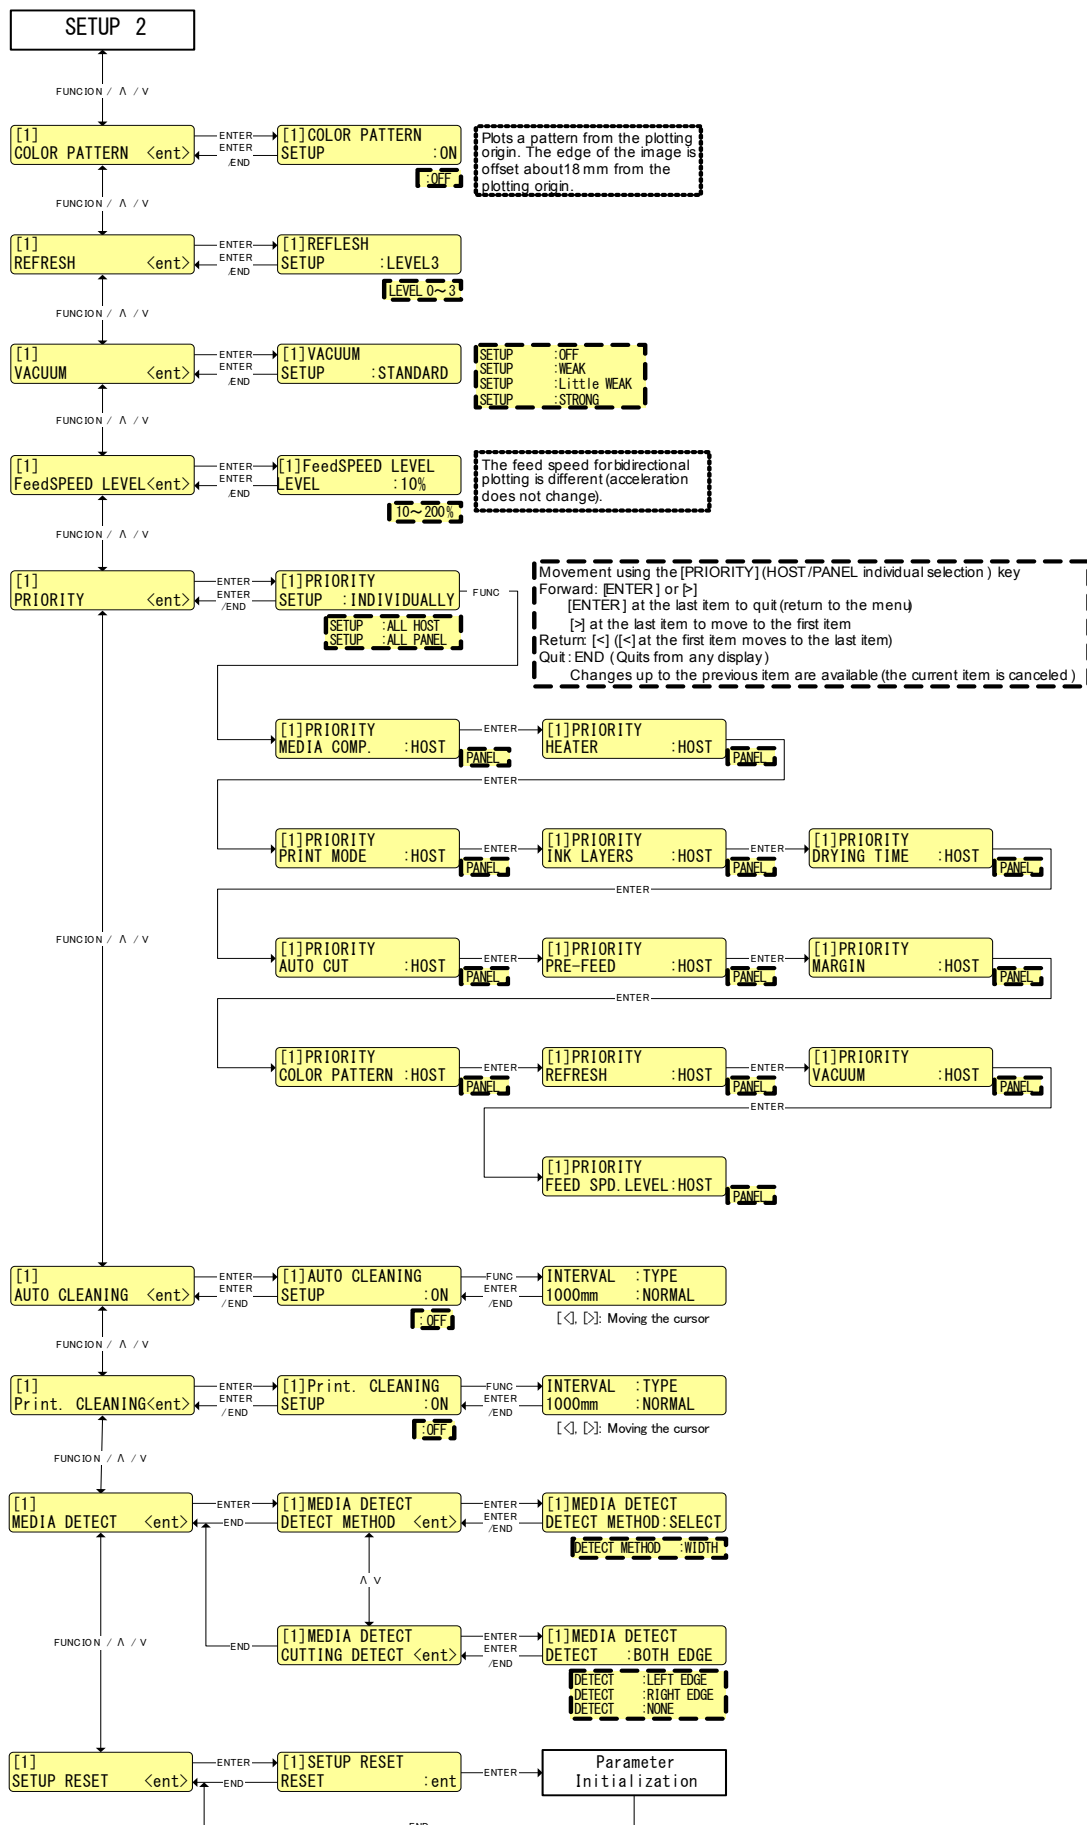 SETUP 2
FUNCION / Λ / V
[1]
COLOR PATTERN <ent>
ENTER
ENTER
/END
[1]COLOR PATTERN
SETUP :ON
:OFF
Plots a pattern from the plotting
origin. The edge of the image is
offset about18 mm from the
plotting origin.
FUNCION / Λ / V
[1]
REFRESH <ent>
ENTER
ENTER
/END
[1]REFLESH
SETUP :LEVEL3
LEVEL 0~3
FUNCION / Λ / V
[1]
VACUUM <ent>
ENTER
ENTER
/END
[1]VACUUM
SETUP :STANDARD
SETUP :OFF
SETUP :WEAK
SETUP :Little WEAK
SETUP :STRONG
FUNCION / Λ / V
[1]
FeedSPEED LEVEL<ent>
ENTER
ENTER
/END
[1]FeedSPEED LEVEL
LEVEL :10%
10~200%
The feed speed for bidirectional
plotting is different (acceleration
does not change).
FUNCION / Λ / V
[1]
PRIORITY <ent>
ENTER
ENTER
/END
[1]PRIORITY
SETUP :INDIVIDUALLY
FUNC
SETUP :ALL HOST
SETUP :ALL PANEL
Movement using the [PRIORITY] (HOST/PANEL individual selection) key
Forward: [ENTER] or [>]
[ENTER] at the last item to quit (return to the menu)
[>] at the last item to move to the first item
Return: [<] ([<] at the first item moves to the last item)
Quit: END (Quits from any display)
Changes up to the previous item are available (the current item is canceled)
[1]PRIORITY
MEDIA COMP. :HOST
PANEL
ENTER
[1]PRIORITY
HEATER :HOST
PANEL
ENTER
[1]PRIORITY
PRINT MODE :HOST
PANEL
ENTER
[1]PRIORITY
INK LAYERS :HOST
PANEL
ENTER
[1]PRIORITY
DRYING TIME :HOST
PANEL
ENTER
FUNCION / Λ / V
[1]PRIORITY
AUTO CUT :HOST
PANEL
ENTER
[1]PRIORITY
PRE-FEED :HOST
PANEL
ENTER
[1]PRIORITY
MARGIN :HOST
PANEL
ENTER
[1]PRIORITY
COLOR PATTERN :HOST
PANEL
ENTER
[1]PRIORITY
REFRESH :HOST
PANEL
ENTER
[1]PRIORITY
VACUUM :HOST
PANEL
ENTER
[1]PRIORITY
FEED SPD.LEVEL:HOST
PANEL
[1]
AUTO CLEANING <ent>
ENTER
ENTER
/END
[1]AUTO CLEANING
SETUP :ON
:OFF
FUNC
ENTER
/END
INTERVAL :TYPE
1000mm :NORMAL
[<], [>]: Moving the cursor
FUNCION / Λ / V
[1]
Print. CLEANING<ent>
ENTER
ENTER
/END
[1]Print. CLEANING
SETUP :ON
:OFF
FUNC
ENTER
/END
INTERVAL :TYPE
1000mm :NORMAL
[<], [>]: Moving the cursor
FUNCION / Λ / V
[1]
MEDIA DETECT <ent>
ENTER
END
[1]MEDIA DETECT
DETECT METHOD <ent>
ENTER
ENTER
/END
[1]MEDIA DETECT
DETECT METHOD:SELECT
DETECT METHOD :WIDTH
Λ V
FUNCION / Λ / V
END
[1]MEDIA DETECT
CUTTING DETECT <ent>
ENTER
ENTER
/END
[1]MEDIA DETECT
DETECT :BOTH EDGE
DETECT :LEFT EDGE
DETECT :RIGHT EDGE
DETECT :NONE
[1]
SETUP RESET <ent>
ENTER
END
[1]SETUP RESET
RESET :ent
ENTER
Parameter
Initialization
END